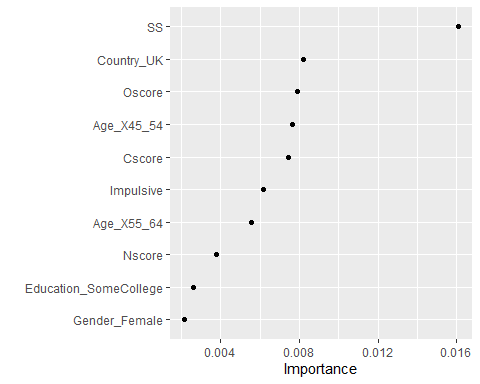 SS
Country_UK
Oscore
Age_X45_54
Cscore
Impulsive
Age_X55_64
Nscore
Education_SomeCollege
Gender_Female
0.004 0.008 0.012 0.016
Importance